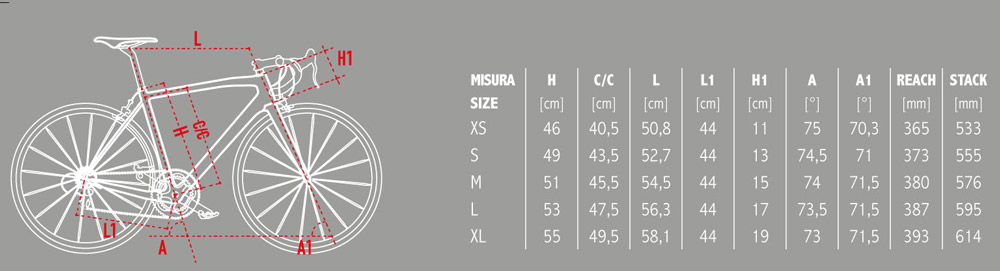 L
H1
H
C/C
L1
A
A1
MISURA H C/C L L1 H1 A A1 REACH STACK
SIZE [cm] [cm] [cm] [cm] [cm] [°] [°] [mm] [mm]
XS 46 40,5 50,8 44 11 75 70,3 365 533
S 49 43,5 52,7 44 13 74,5 71 373 555
M 51 45,5 54,5 44 15 74 71,5 380 576
L 53 47,5 56,3 44 17 73,5 71,5 387 595
XL 55 49,5 58,1 44 19 73 71,5 393 614